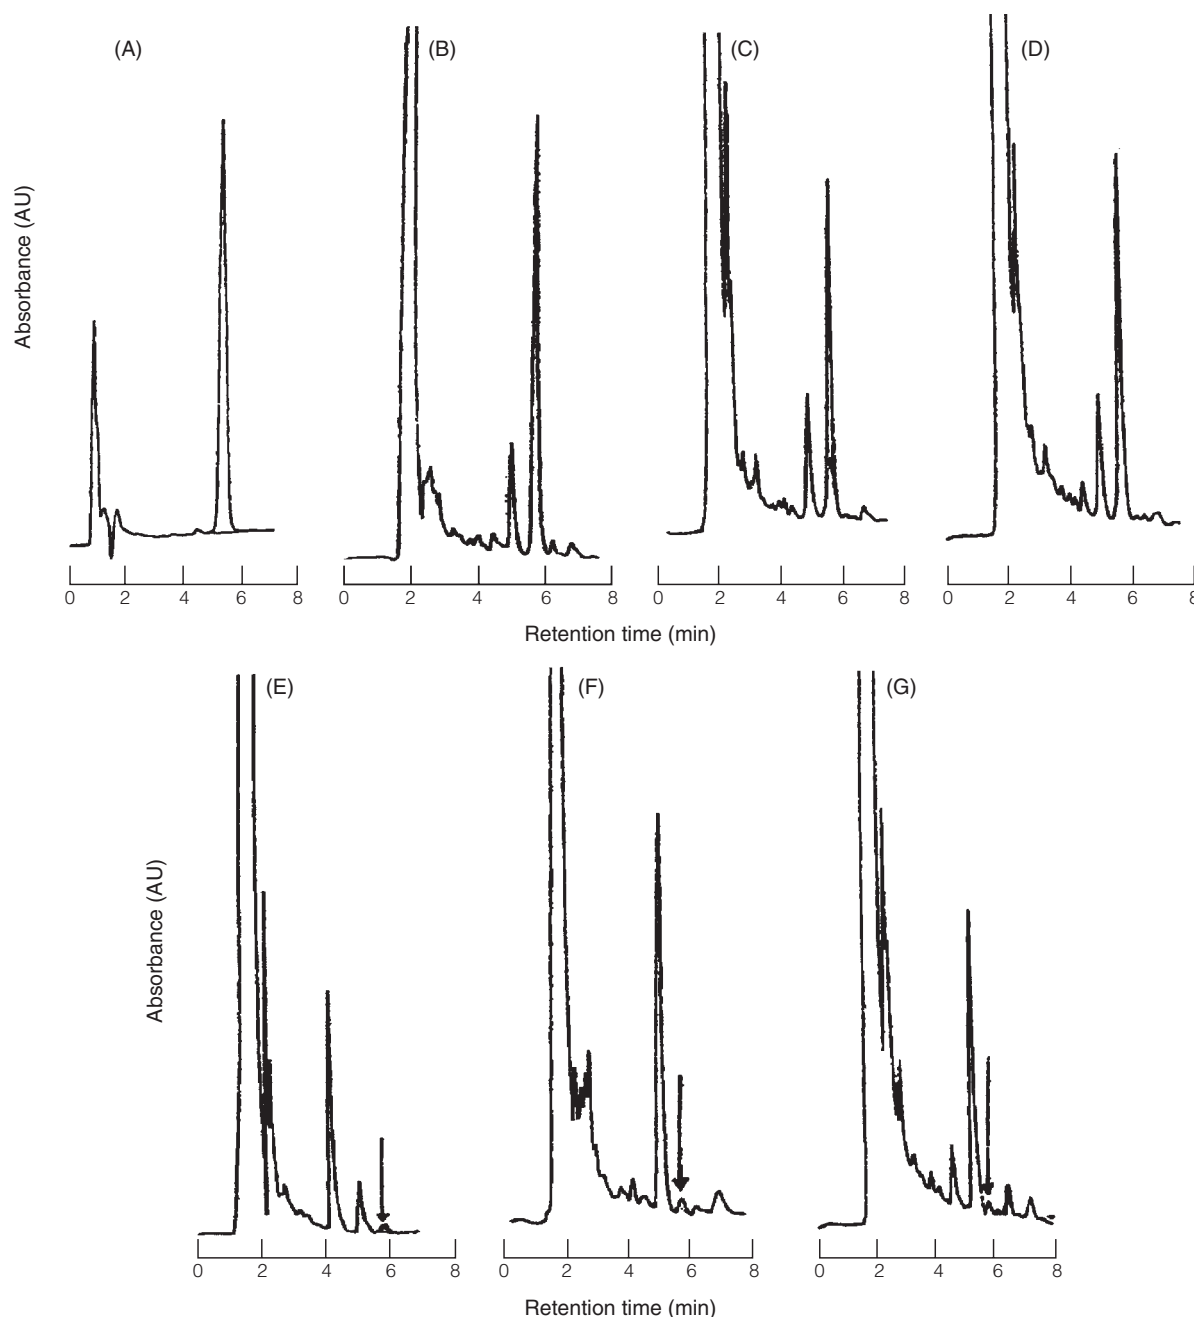 (A) (B) (C) (D)
Absorbance (AU)
0 2 4 6 8 0 2 4 6 8 0 2 4 6 8 0 2 4 6 8
Retention time (min)
(E) (F) (G)
Absorbance (AU)
0 2 4 6 8 0 2 4 6 8 0 2 4 6 8
Retention time (min)